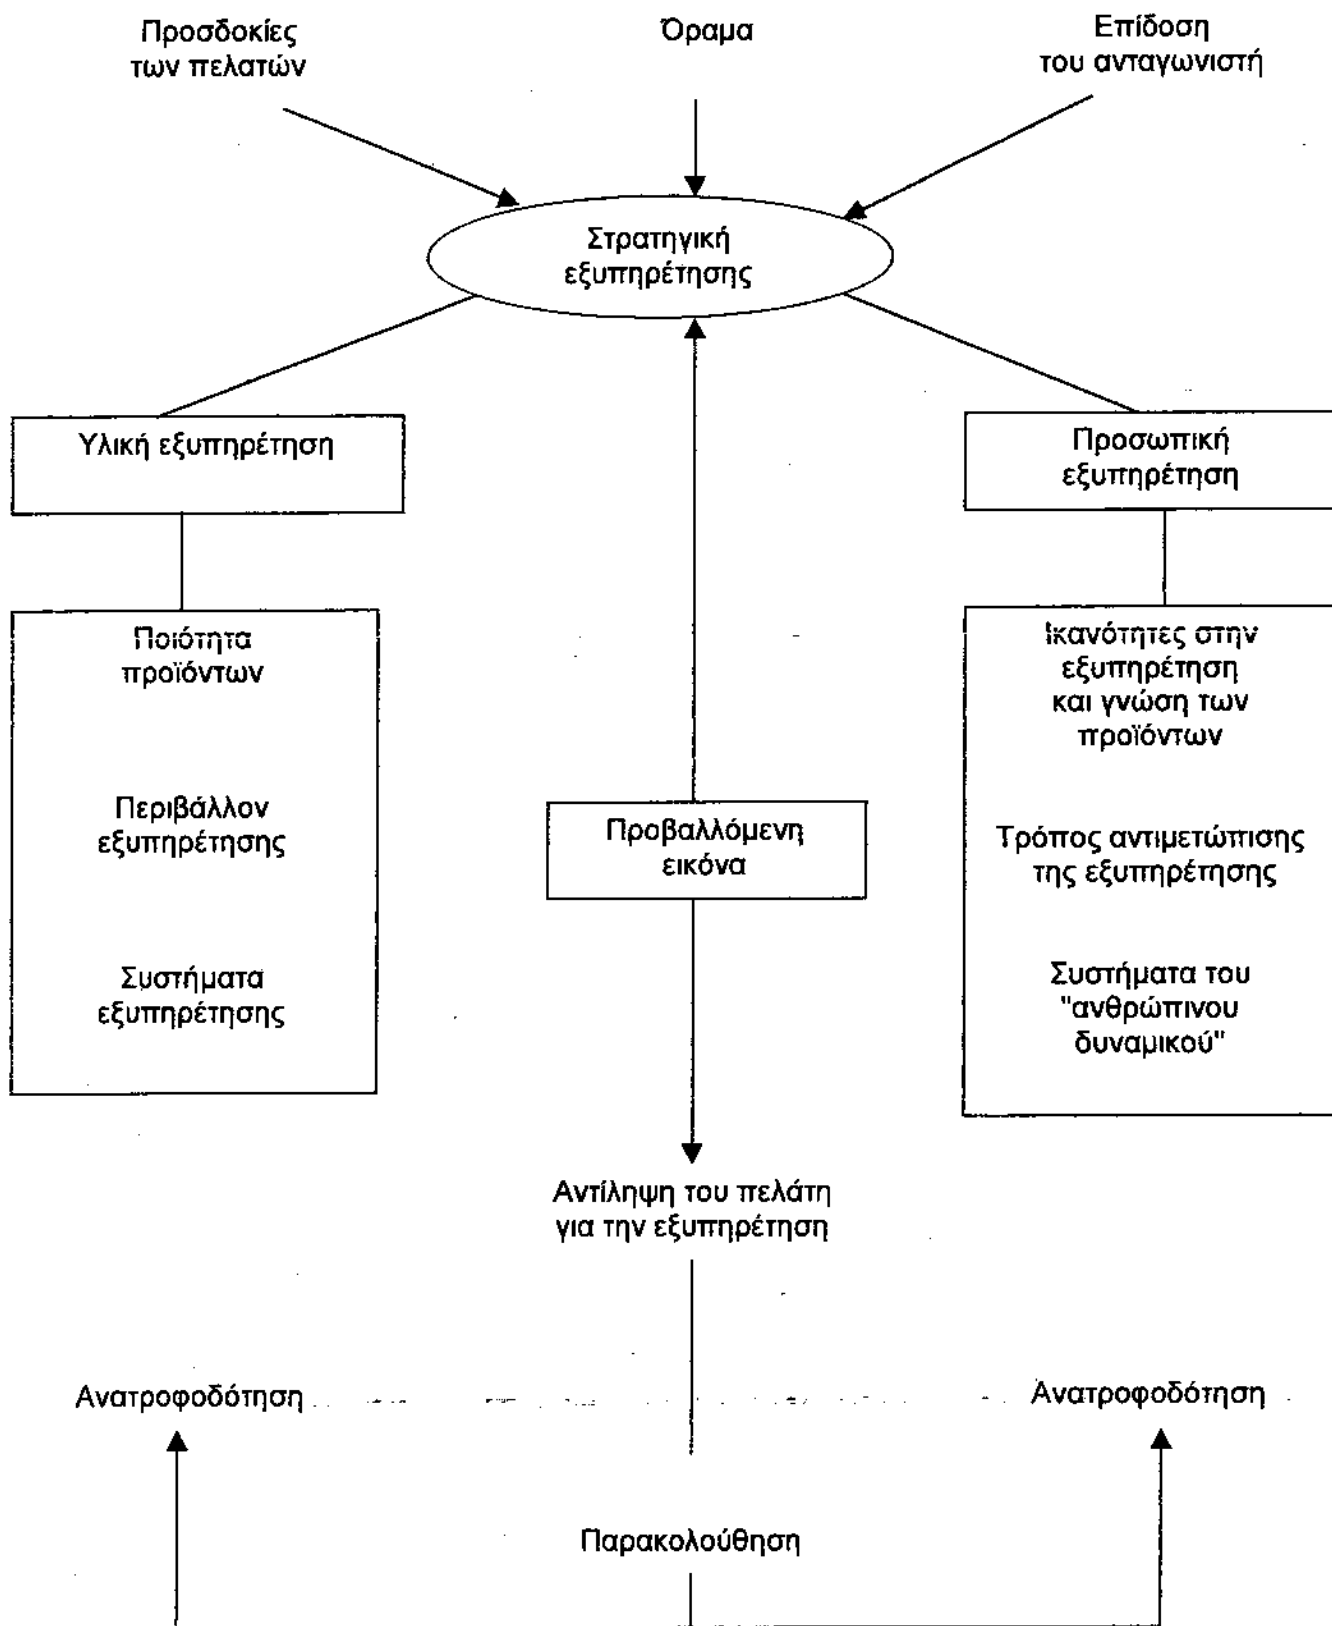 Προσδοκίες
των πελατών
Όραμα
Επίδοση
του ανταγωνιστή
Στρατηγική
εξυπηρέτησης
Υλική εξυπηρέτηση
Προσωπική
εξυπηρέτηση
Ποιότητα
προϊόντων
Περιβάλλον
εξυπηρέτησης
Συστήματα
εξυπηρέτησης
Προβαλλόμενη
εικόνα
Ικανότητες στην
εξυπηρέτηση
και γνώση των
προϊόντων
Τρόπος αντιμετώπισης
της εξυπηρέτησης
Συστήματα του
"ανθρώπινου
δυναμικού"
Αντίληψη του πελάτη
για την εξυπηρέτηση
Ανατροφοδότηση
Ανατροφοδότηση
Παρακολούθηση